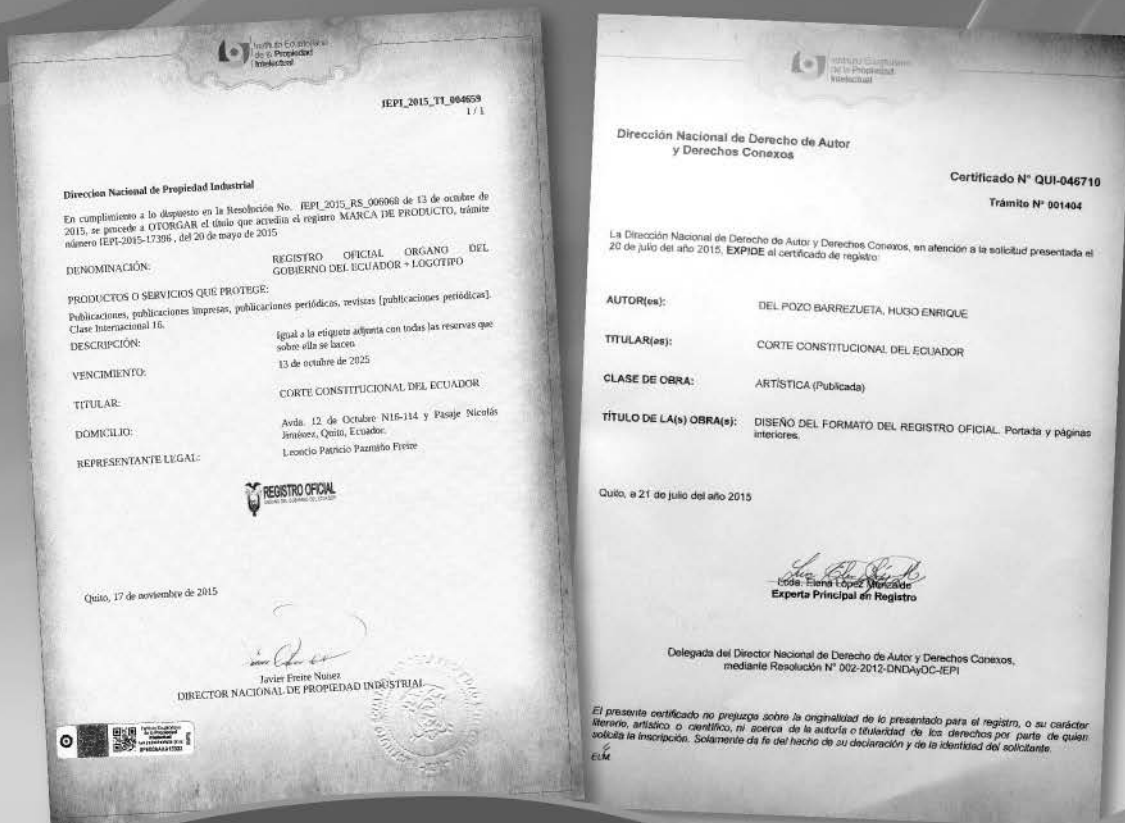 Instituto Ecuatoriano
de la Propiedad
Intelectual
IEPI_2015_TI_004659
1 / 1
Direccion Nacional de Propiedad Industrial
En cumplimiento a lo dispuesto en la Resolución No. IEPI_2015_RS_006068 de 13 de octubre de
2015, se procede a OTORGAR el título que acredita el registro MARCA DE PRODUCTO, trámite
número IEPI-2015-17396 , del 20 de mayo de 2015
DENOMINACIÓN: REGISTRO OFICIAL ORGANO DEL
GOBIERNO DEL ECUADOR + LOGOTIPO
PRODUCTOS O SERVICIOS QUE PROTEGE:
Publicaciones, publicaciones impresas, publicaciones periódicas, revistas [publicaciones periódicas].
Clase Internacional 16.
DESCRIPCIÓN: Igual a la etiqueta adjunta con todas las reservas que
sobre ella se hacen
VENCIMIENTO: 13 de octubre de 2025
TITULAR: CORTE CONSTITUCIONAL DEL ECUADOR
DOMICILIO: Avda. 12 de Octubre N16-114 y Pasaje Nicolás
Jiménez, Quito, Ecuador.
REPRESENTANTE LEGAL: Leoncio Patricio Pazmiño Freire
REGISTRO OFICIAL
Quito, 17 de noviembre de 2015
Javier Freire Nunez
DIRECTOR NACIONAL DE PROPIEDAD INDUSTRIAL
Instituto Ecuatoriano
de la Propiedad
Intelectual
Dirección Nacional de Derecho de Autor
y Derechos Conexos
Certificado N° QUI-046710
Trámite N° 001404
La Dirección Nacional de Derecho de Autor y Derechos Conexos, en atención a la solicitud presentada el
20 de julio del año 2015, EXPIDE el certificado de registro:
AUTOR(es): DEL POZO BARREZUETA, HUGO ENRIQUE
TITULAR(es): CORTE CONSTITUCIONAL DEL ECUADOR
CLASE DE OBRA: ARTÍSTICA (Publicada)
TÍTULO DE LA(s) OBRA(s): DISEÑO DEL FORMATO DEL REGISTRO OFICIAL. Portada y páginas
interiores.
Quito, a 21 de julio del año 2015
Lcda. Elena López
Experta Principal en Registro
Delegada del Director Nacional de Derecho de Autor y Derechos Conexos,
mediante Resolución N° 002-2012-DNDAyDC-IEPI
El presente certificado no prejuzga sobre la originalidad de lo presentado para el registro, o su carácter
literario, artístico o científico, ni acerca de la autoría o titularidad de los derechos por parte de quien
solicita la inscripción. Solamente da fe del hecho de su declaración y de la identidad del solicitante.
ELM